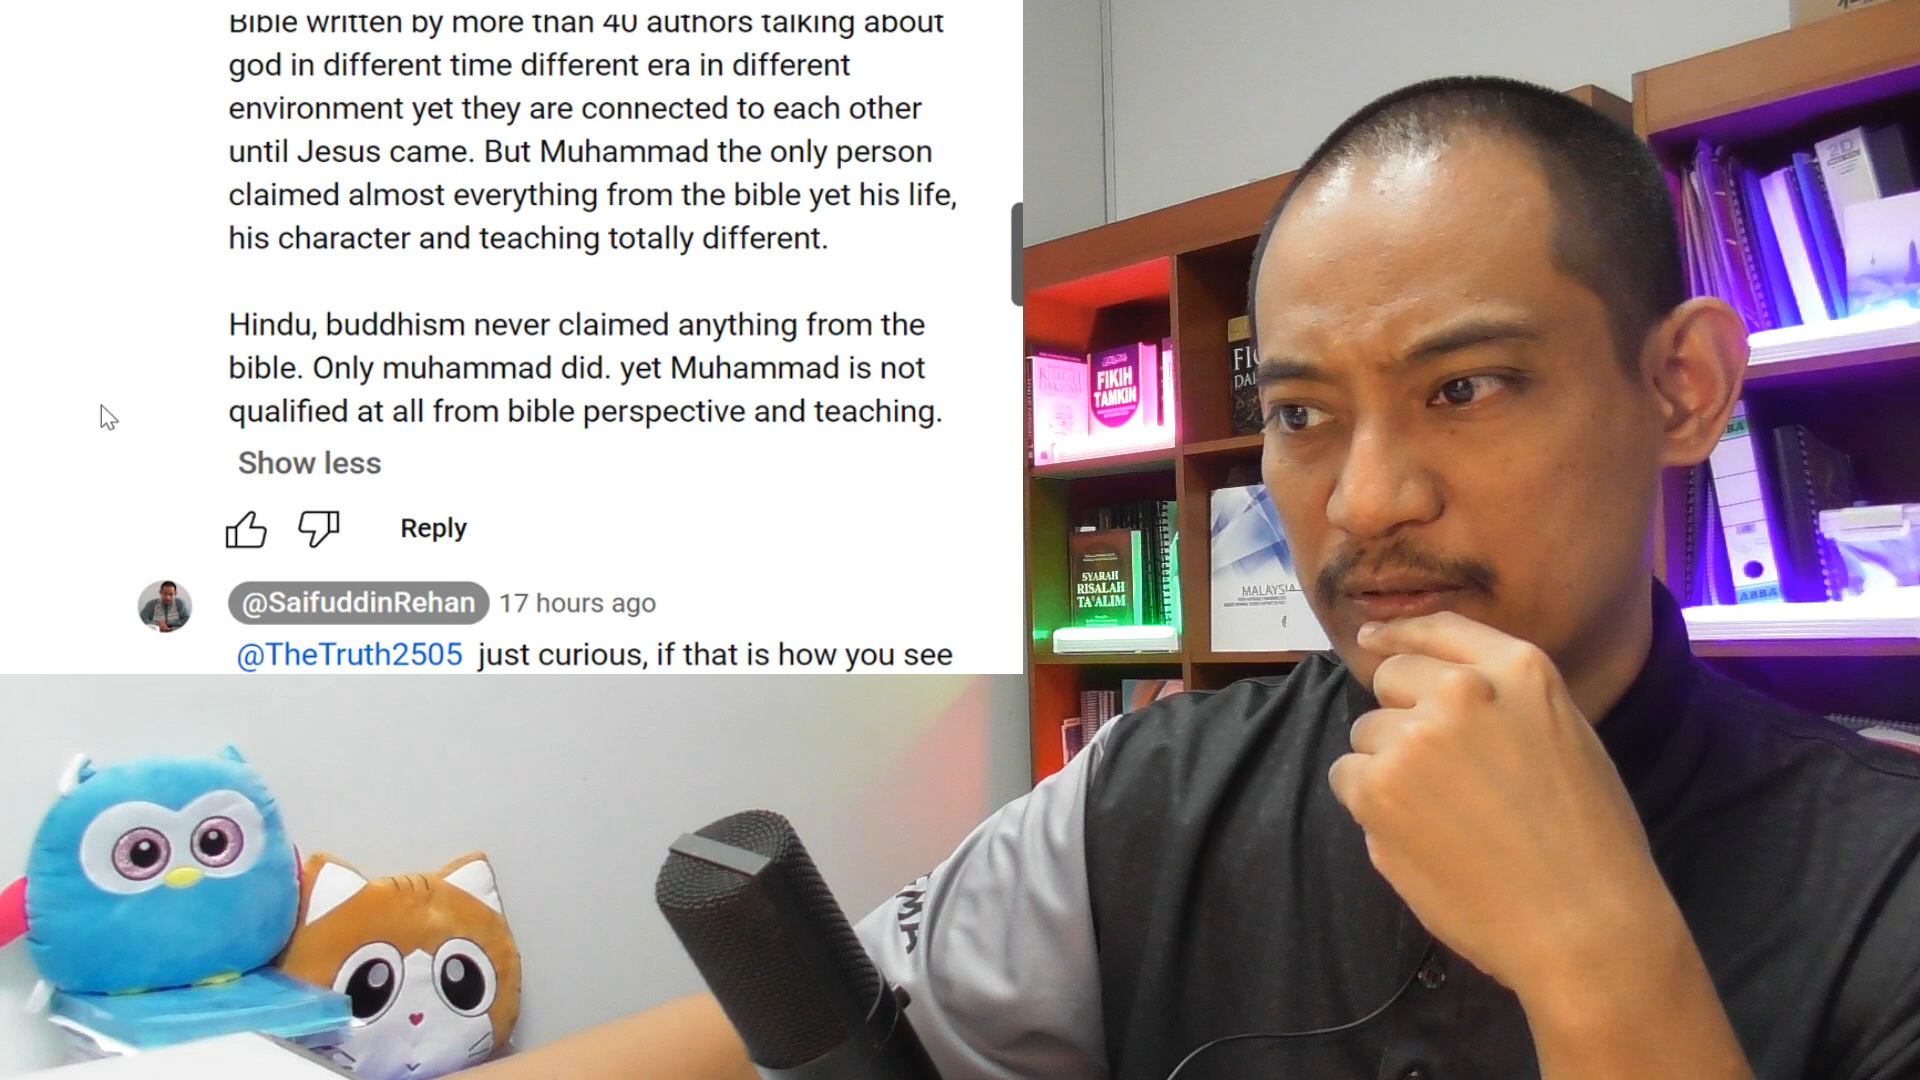 Bible written by more than 40 authors talking about
god in different time different era in different
environment yet they are connected to each other
until Jesus came. But Muhammad the only person
claimed almost everything from the bible yet his life,
his character and teaching totally different.
Hindu, buddhism never claimed anything from the
bible. Only muhammad did. yet Muhammad is not
qualified at all from bible perspective and teaching.
Show less
Reply
@SaifuddinRehan 17 hours ago
@TheTruth2505 just curious, if that is how you see
RISALAH
FIKIH
TAMKIN
SYARAH
RISALAH
TA'ALIM
MALAYSIA
2D
ABBA